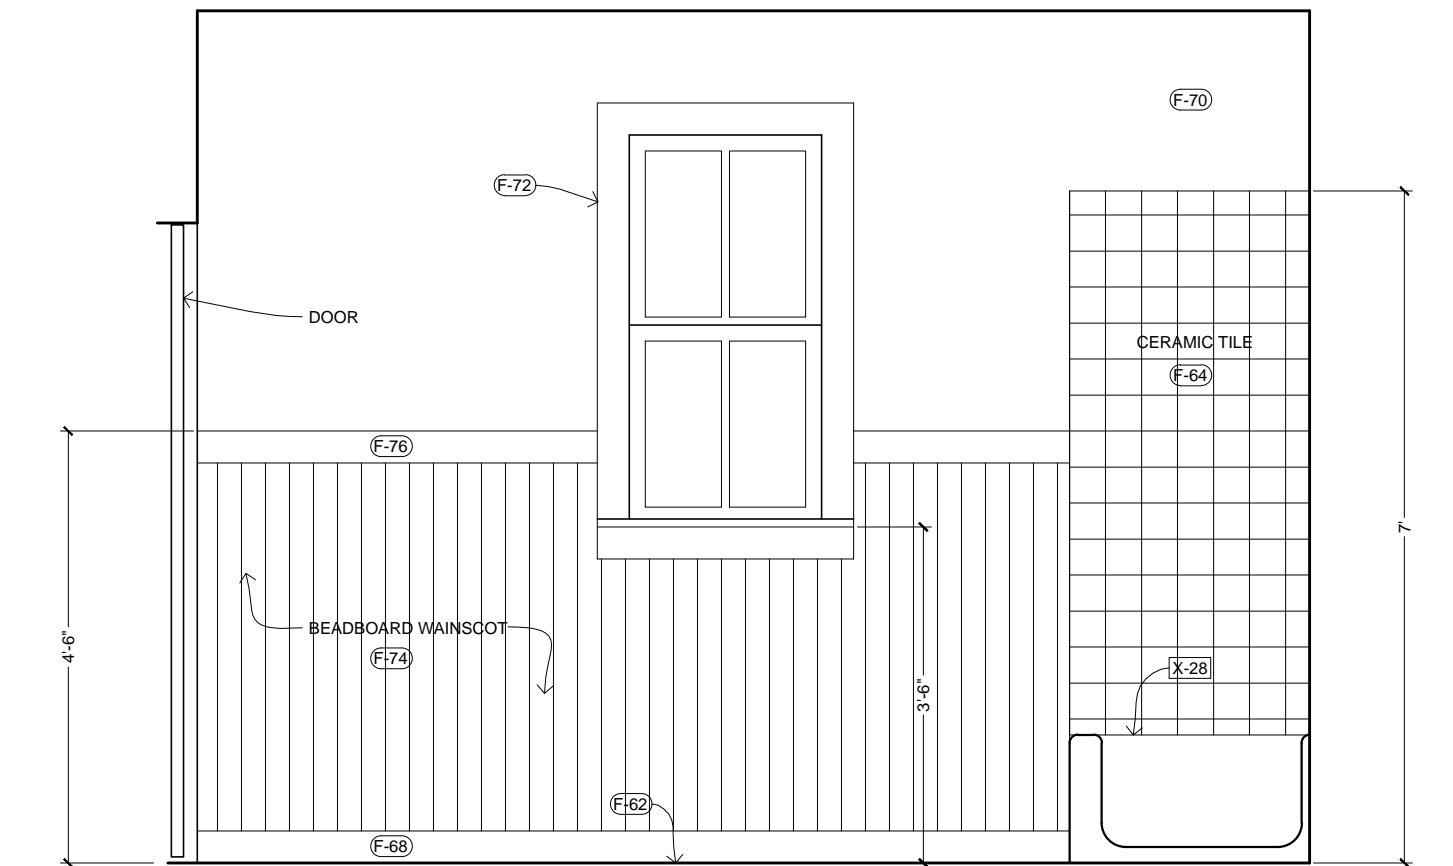 F-70
F-72
DOOR
CERAMIC TILE
F-64
F-76
7'
4'-6"
BEADBOARD WAINSCOT
F-74
X-28
3'-6"
F-62
F-68